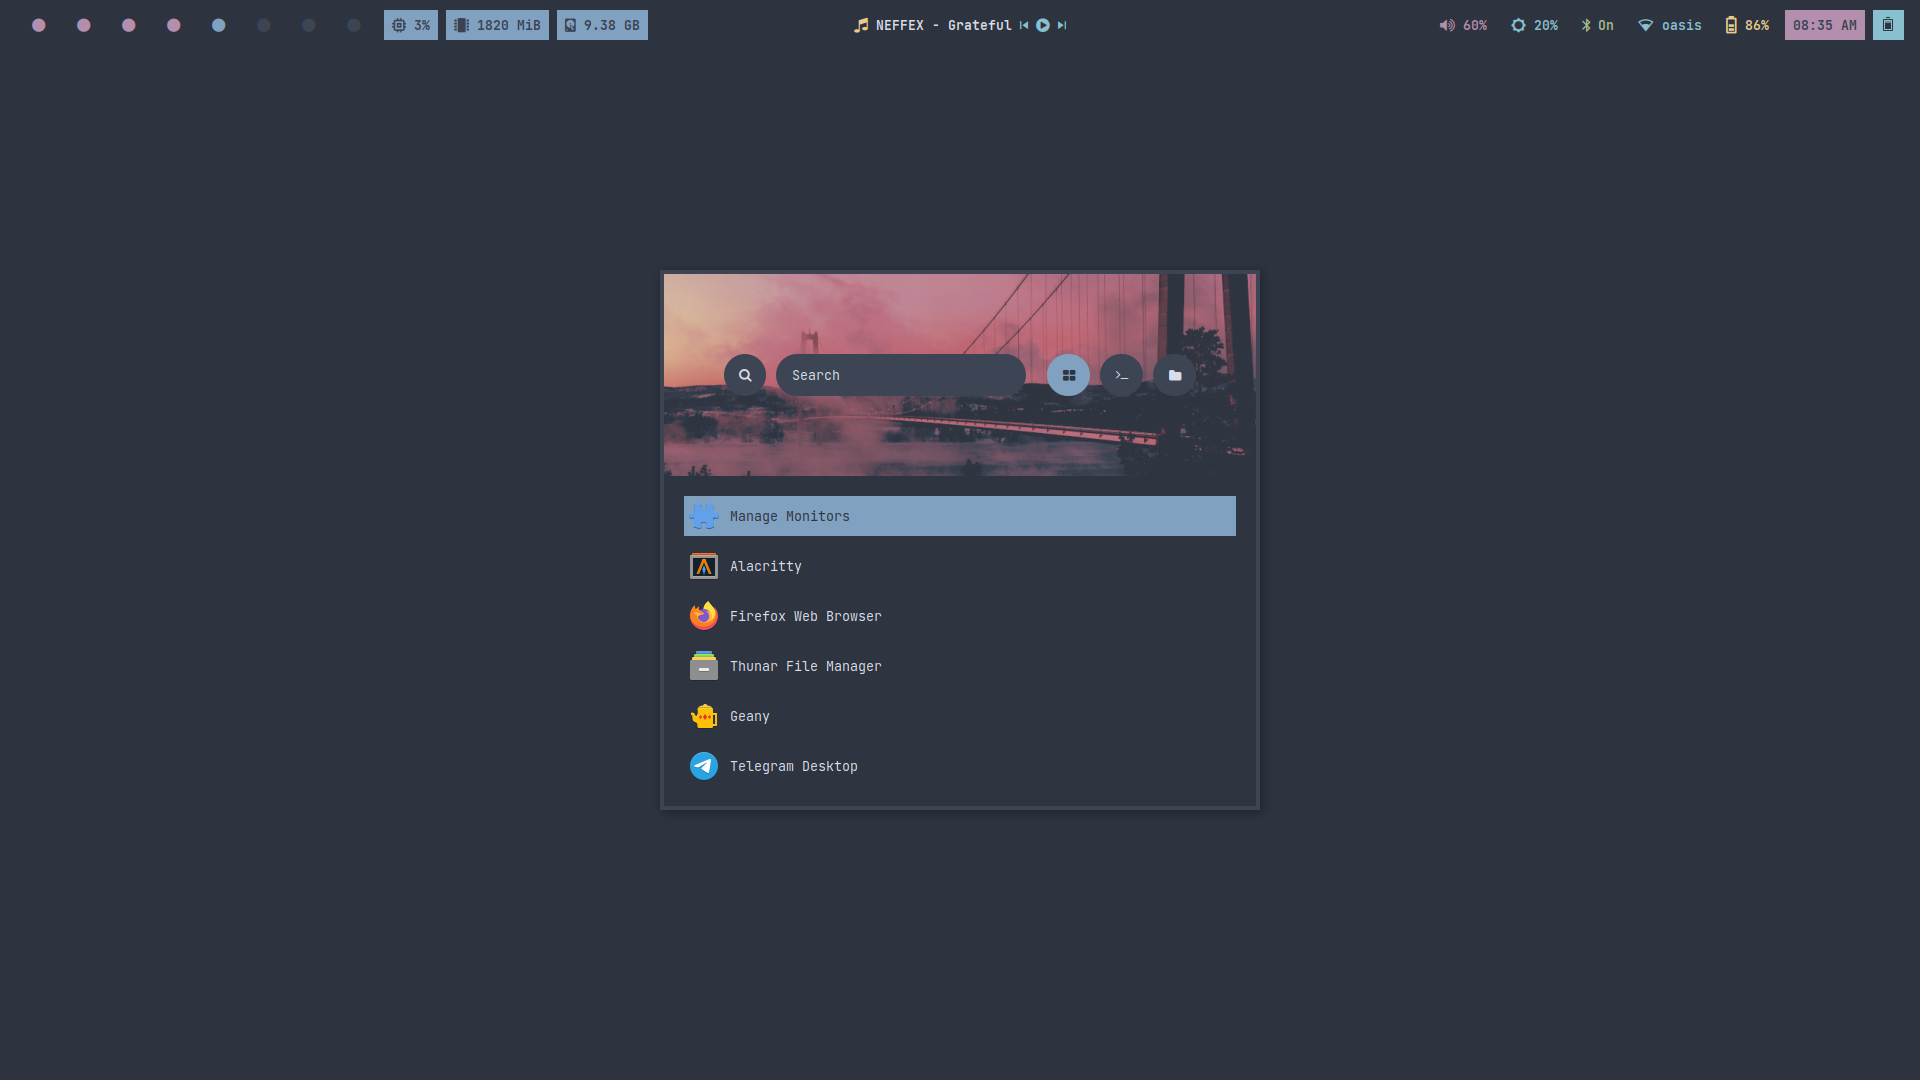 3% 1820 MiB 9.38 GB NEFFEX - Grateful 60% 20% On oasis 86% 08:35 AM
Search
Manage Monitors
Alacritty
Firefox Web Browser
Thunar File Manager
Geany
Telegram Desktop